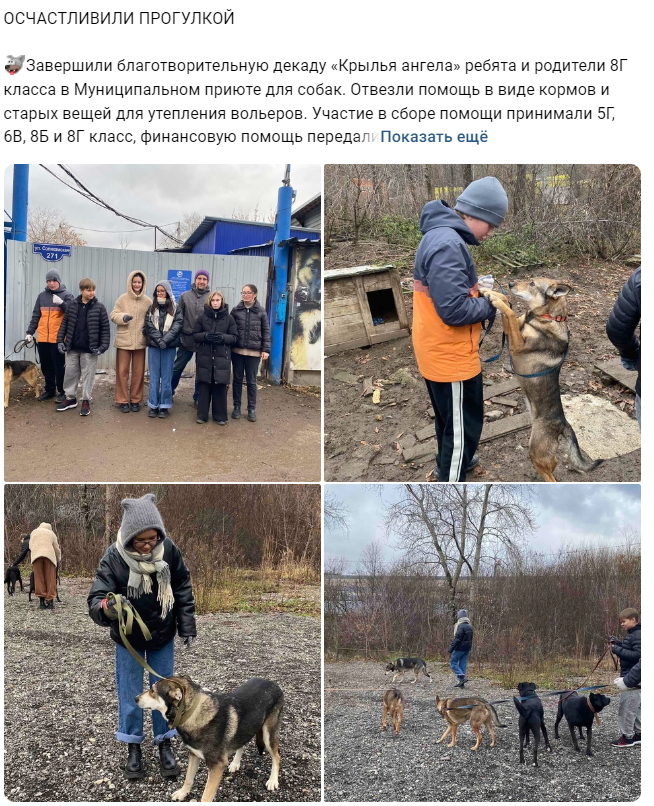 ОСЧАСТЛИВИЛИ ПРОГУЛКОЙ
Завершили благотворительную декаду «Крылья ангела» ребята и родители 8Г
класса в Муниципальном приюте для собак. Отвезли помощь в виде кормов и
старых вещей для утепления вольеров. Участие в сборе помощи принимали 5Г,
6В, 8Б и 8Г класс, финансовую помощь передали Показать ещё
271